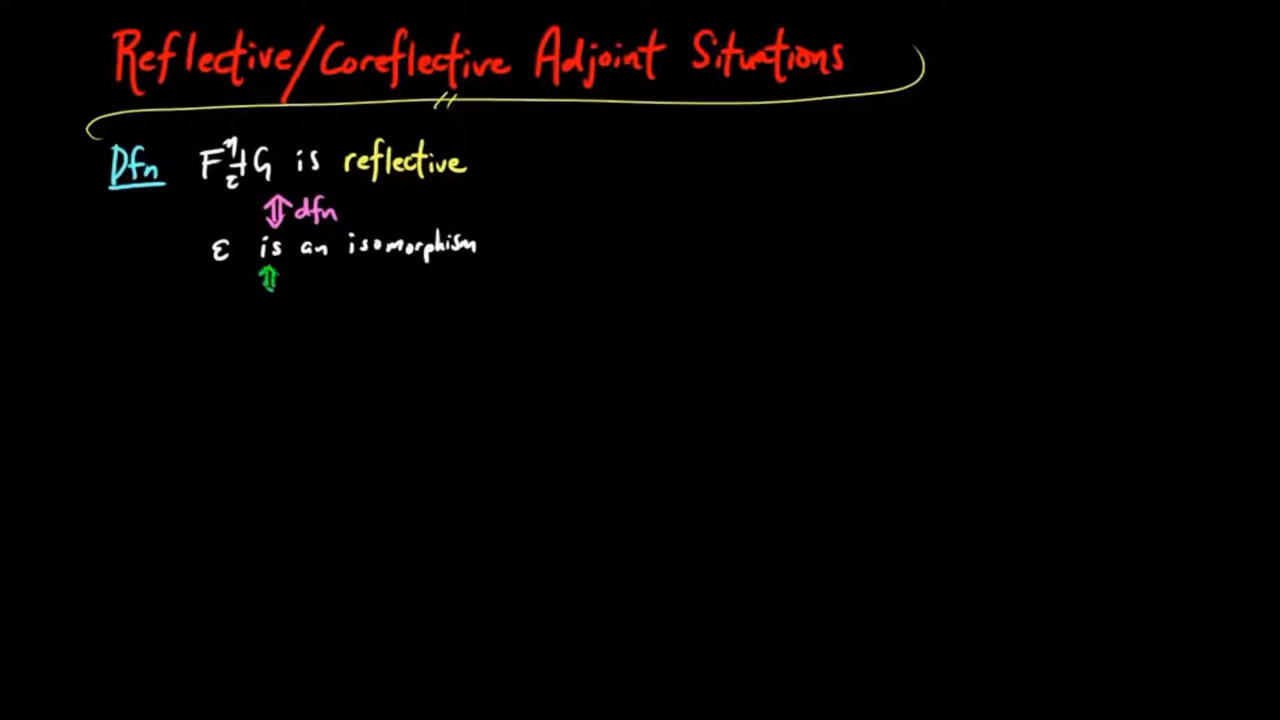 Reflective/Coreflective Adjoint Situations
Dfn F η⊣ε G is reflective
⇕ dfn
ε is an isomorphism
⇕